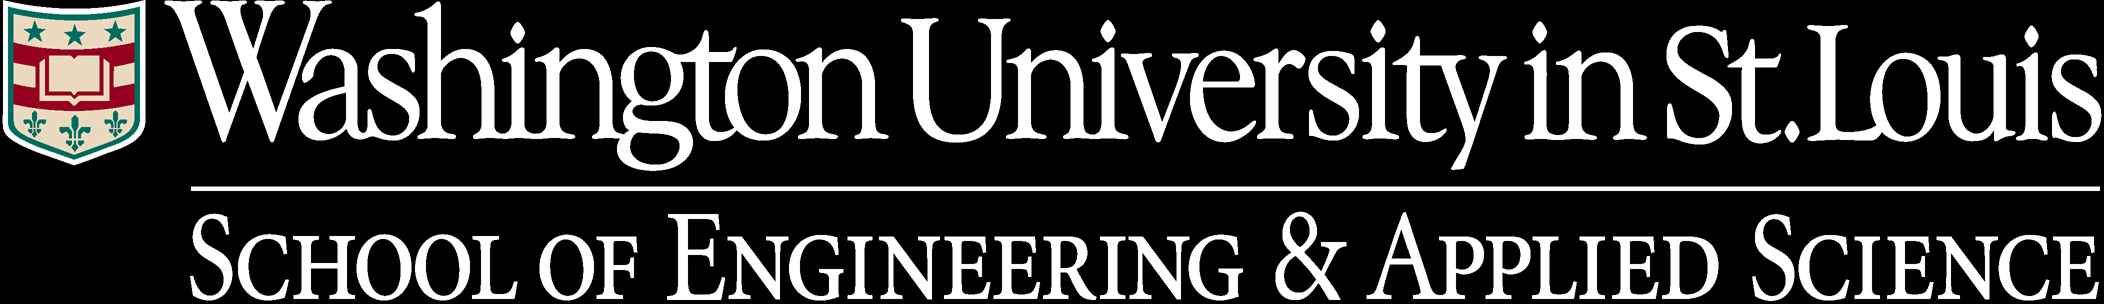 Washington University in St. Louis
School of Engineering & Applied Science